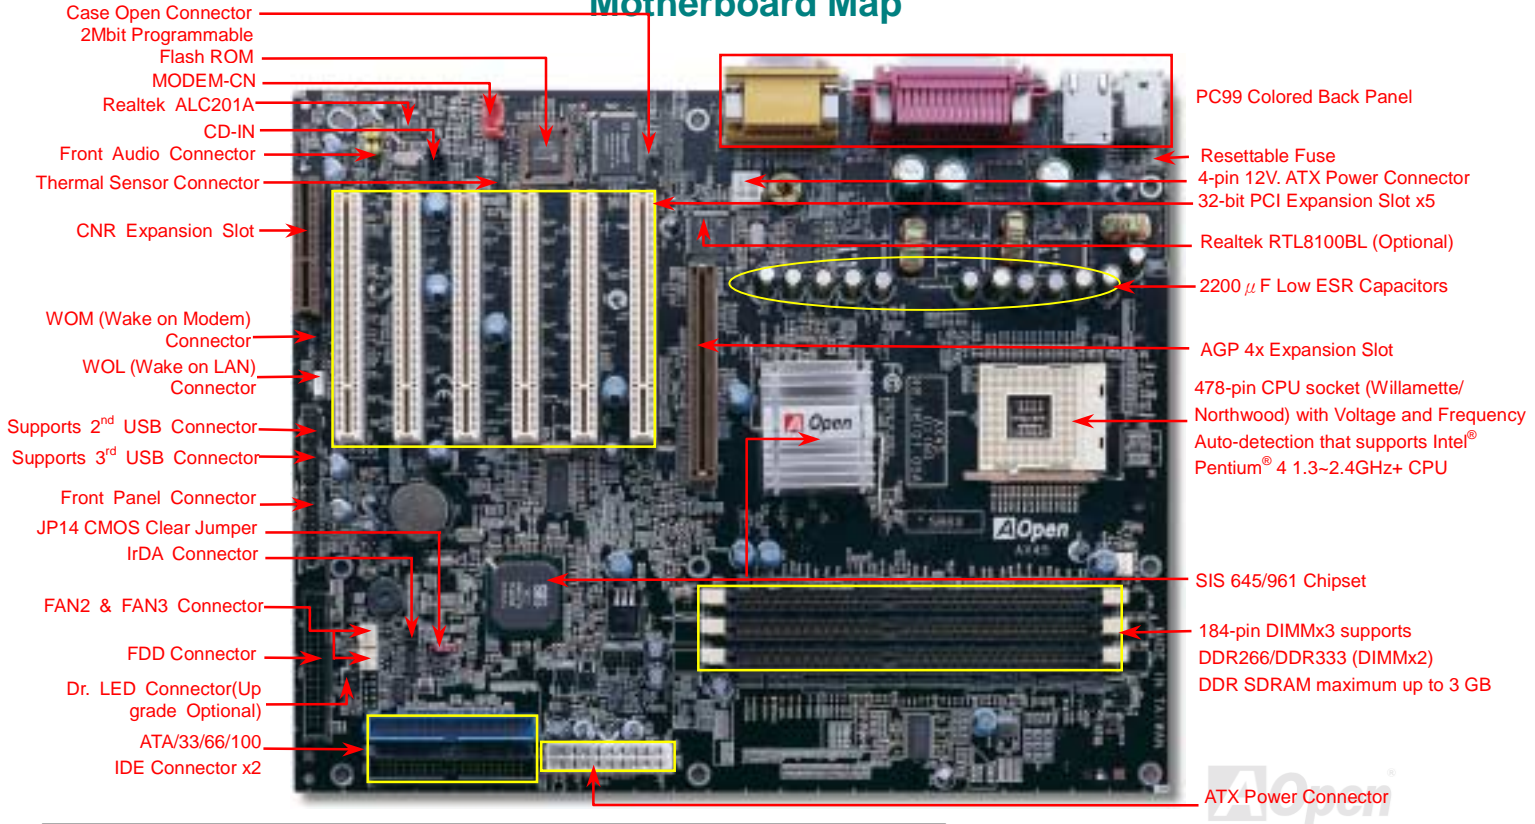 Motherboard Map
Case Open Connector
2Mbit Programmable
Flash ROM
MODEM-CN
Realtek ALC201A
CD-IN
Front Audio Connector
Thermal Sensor Connector
CNR Expansion Slot
WOM (Wake on Modem)
Connector
WOL (Wake on LAN)
Connector
Supports 2nd USB Connector
Supports 3rd USB Connector
Front Panel Connector
JP14 CMOS Clear Jumper
IrDA Connector
FAN2 & FAN3 Connector
FDD Connector
Dr. LED Connector(Up
grade Optional)
ATA/33/66/100
IDE Connector x2
PC99 Colored Back Panel
Resettable Fuse
4-pin 12V. ATX Power Connector
32-bit PCI Expansion Slot x5
Realtek RTL8100BL (Optional)
2200 μF Low ESR Capacitors
AGP 4x Expansion Slot
478-pin CPU socket (Willamette/
Northwood) with Voltage and Frequency
Auto-detection that supports Intel®
Pentium® 4 1.3~2.4GHz+ CPU
SIS 645/961 Chipset
184-pin DIMMx3 supports
DDR266/DDR333 (DIMMx2)
DDR SDRAM maximum up to 3 GB
ATX Power Connector
AOpen
AOpen
AOpen®